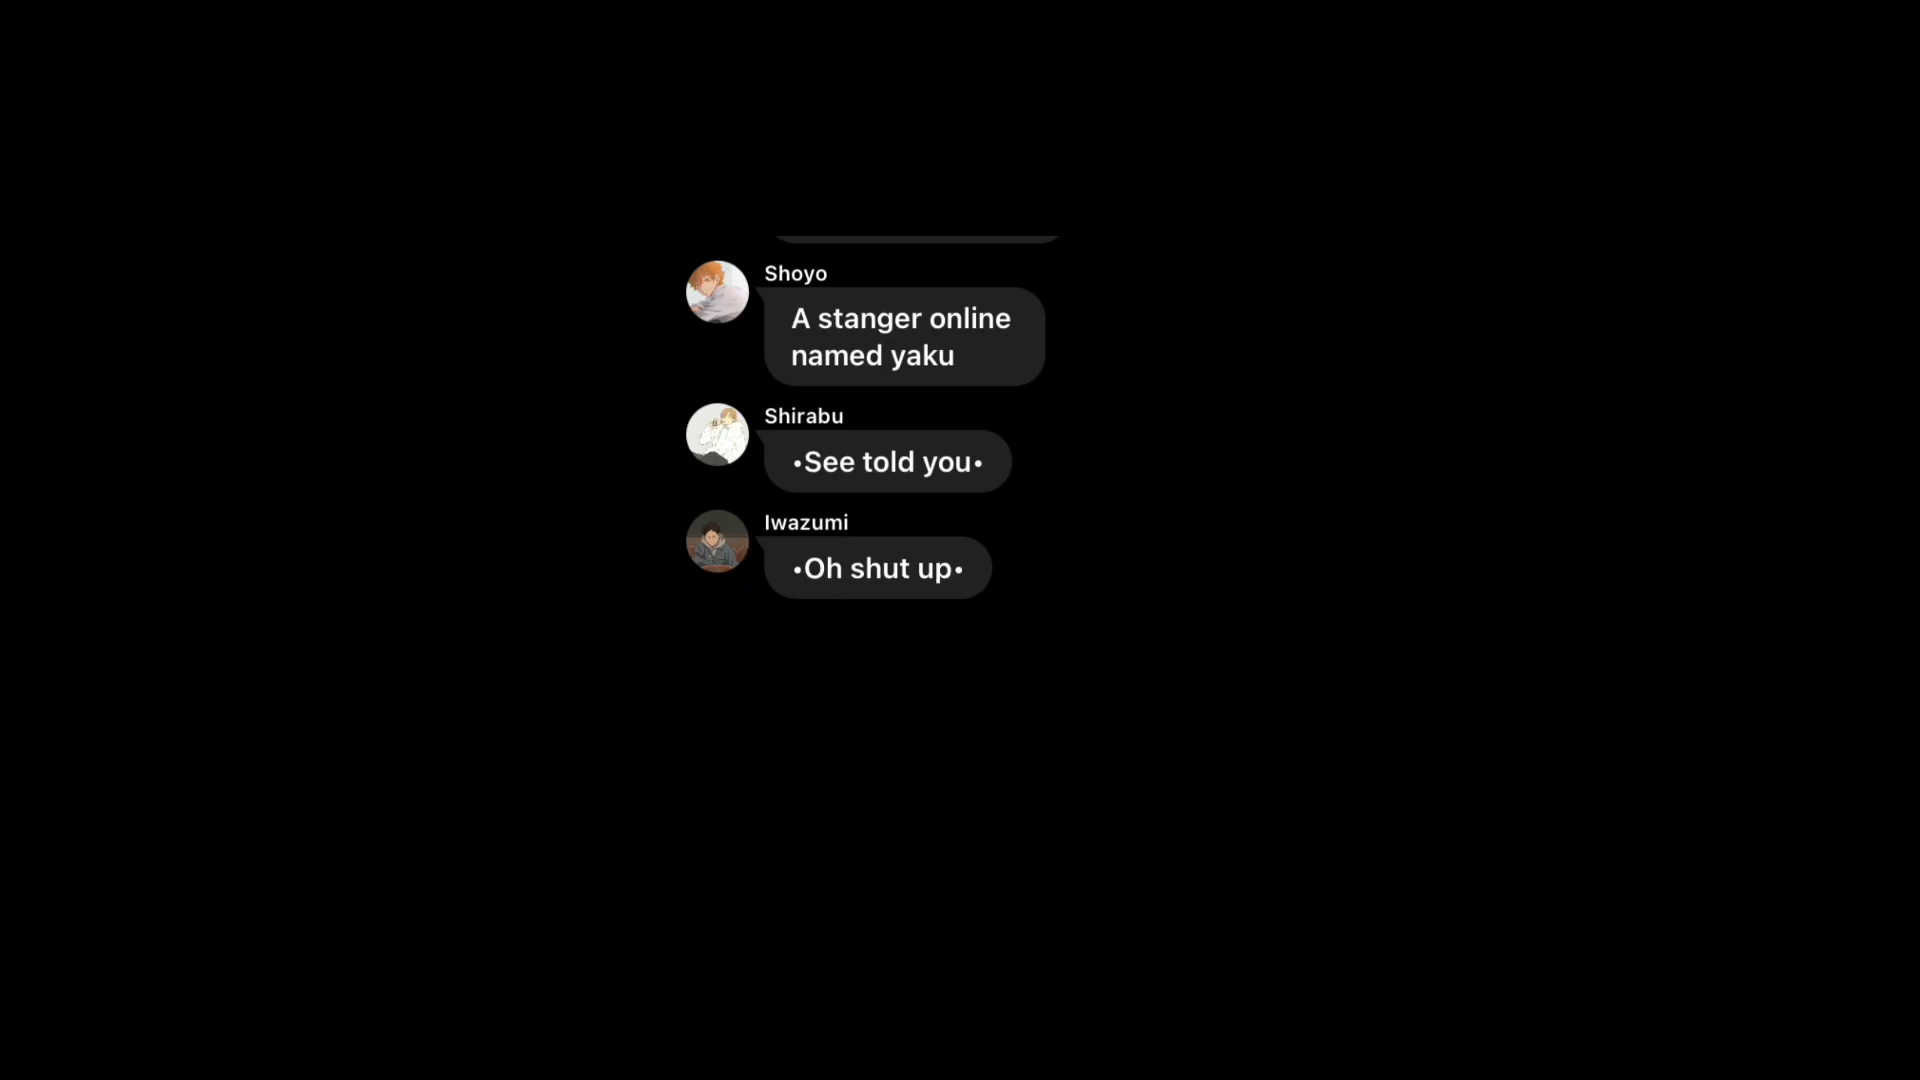 Shoyo
A stanger online
named yaku
Shirabu
•See told you•
Iwazumi
•Oh shut up•